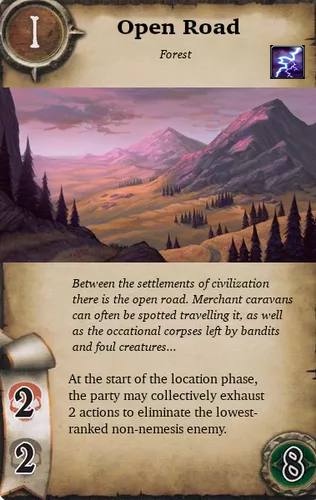 I
Open Road
Forest
Between the settlements of civilization
there is the open road. Merchant caravans
can often be spotted travelling it, as well
as the occational corpses left by bandits
and foul creatures...
At the start of the location phase,
the party may collectively exhaust
2 actions to eliminate the lowest-
ranked non-nemesis enemy.
2
2
8